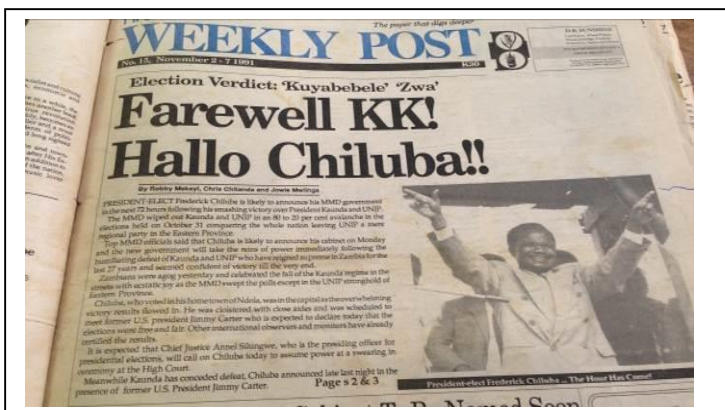 The paper that digs deeper
WEEKLY POST
No. 15, November 2 - 7 1991
K30
Election Verdict: 'Kuyabebele' 'Zwa'
Farewell KK!
Hallo Chiluba!!
By Robby Makayi, Chris Chitanda and Jowie Mwiinga
PRESIDENT-ELECT Frederick Chiluba is likely to announce his MMD government
in the next 72 hours following his smashing victory over President Kaunda and UNIP.
The MMD wiped out Kaunda and UNIP in an 80 to 20 per cent avalanche in the
elections held on October 31 conquering the whole nation leaving UNIP a mere
regional party in the Eastern Province.
Top MMD officials said that Chiluba is likely to announce his cabinet on Monday
and the new government will take the reins of power immediately following the
humiliating defeat of Kaunda and UNIP who have reigned supreme in Zambia for the
last 27 years and seemed confident of victory till the very end.
Zambians were agog yesterday and celebrated the fall of the Kaunda regime in the
streets with ecstatic joy as the MMD swept the polls except in the UNIP stronghold of
Eastern Province.
Chiluba, who voted in his home town of Ndola, was in the capital as the overwhelming
victory results flowed in. He was cloistered with close aides and was scheduled to
meet former U.S. president Jimmy Carter who is expected to declare today that the
elections were free and fair. Other international observers and monitors have already
certified the results.
It is expected that Chief Justice Annel Silungwe, who is the presiding officer for
presidential elections, will call on Chiluba today to assume power at a swearing in
ceremony at the High Court.
Meanwhile Kaunda has conceded defeat, Chiluba announced late last night in the
presence of former U.S. President Jimmy Carter.
Pages 2 & 3
President-elect Frederick Chiluba ... The Hour Has Come!
To Be Named Soon